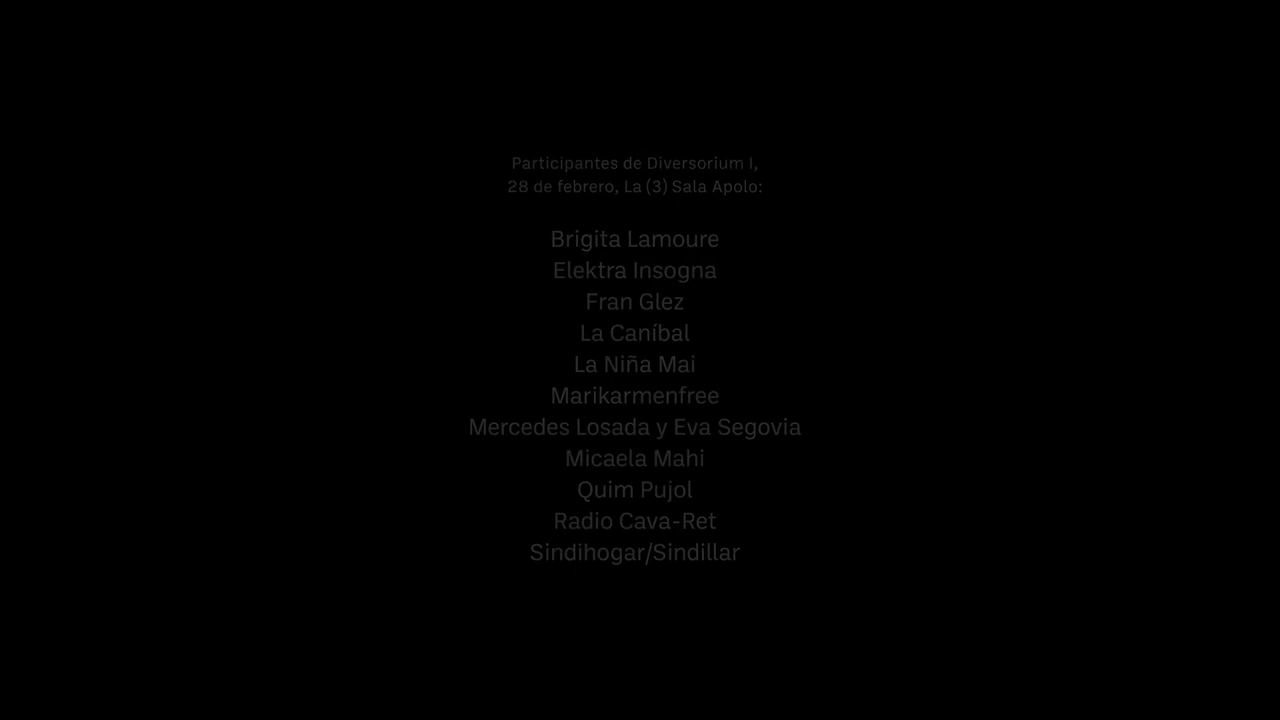 Participantes de Diversorium I,
28 de febrero, La (3) Sala Apolo:
Brigita Lamoure
Elektra Insogna
Fran Glez
La Caníbal
La Niña Mai
Marikarmenfree
Mercedes Losada y Eva Segovia
Micaela Mahi
Quim Pujol
Radio Cava-Ret
Sindihogar/Sindillar